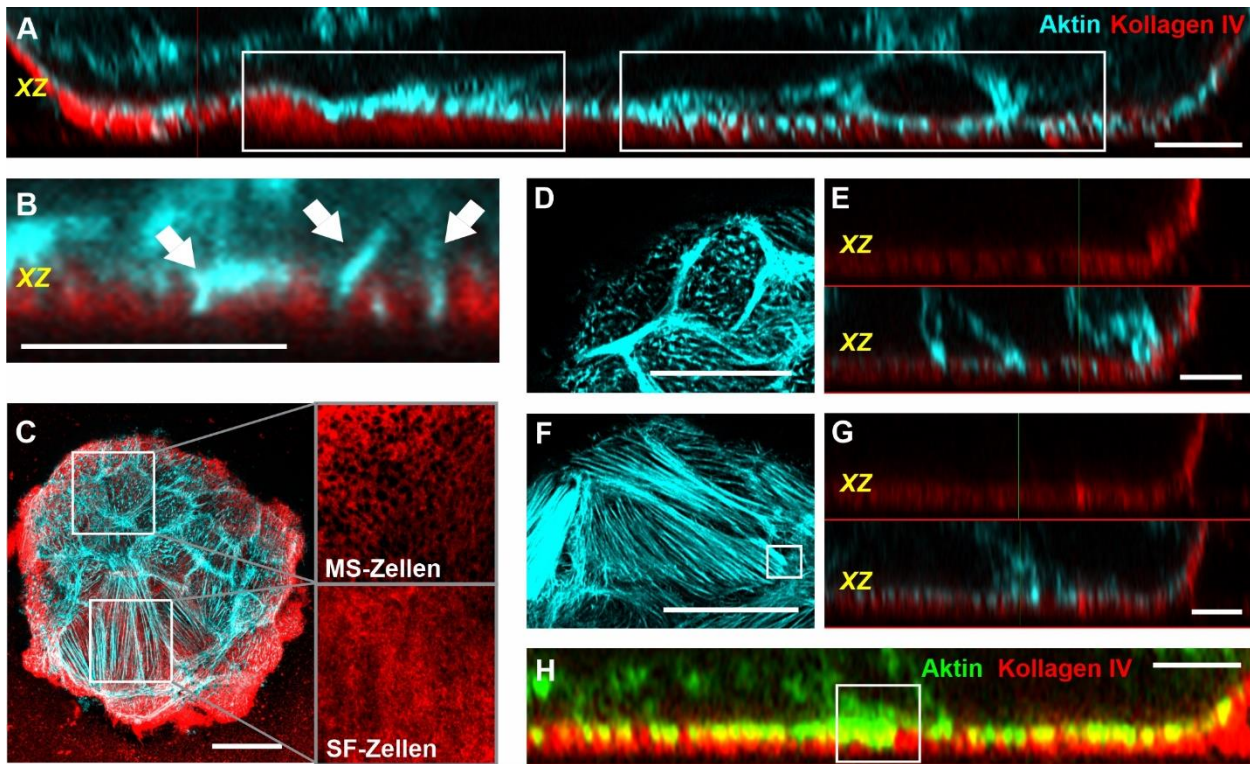 A
Aktin Kollagen IV
XZ
B
XZ
C
MS-Zellen
SF-Zellen
D
E
XZ
XZ
F
G
XZ
XZ
H
Aktin Kollagen IV